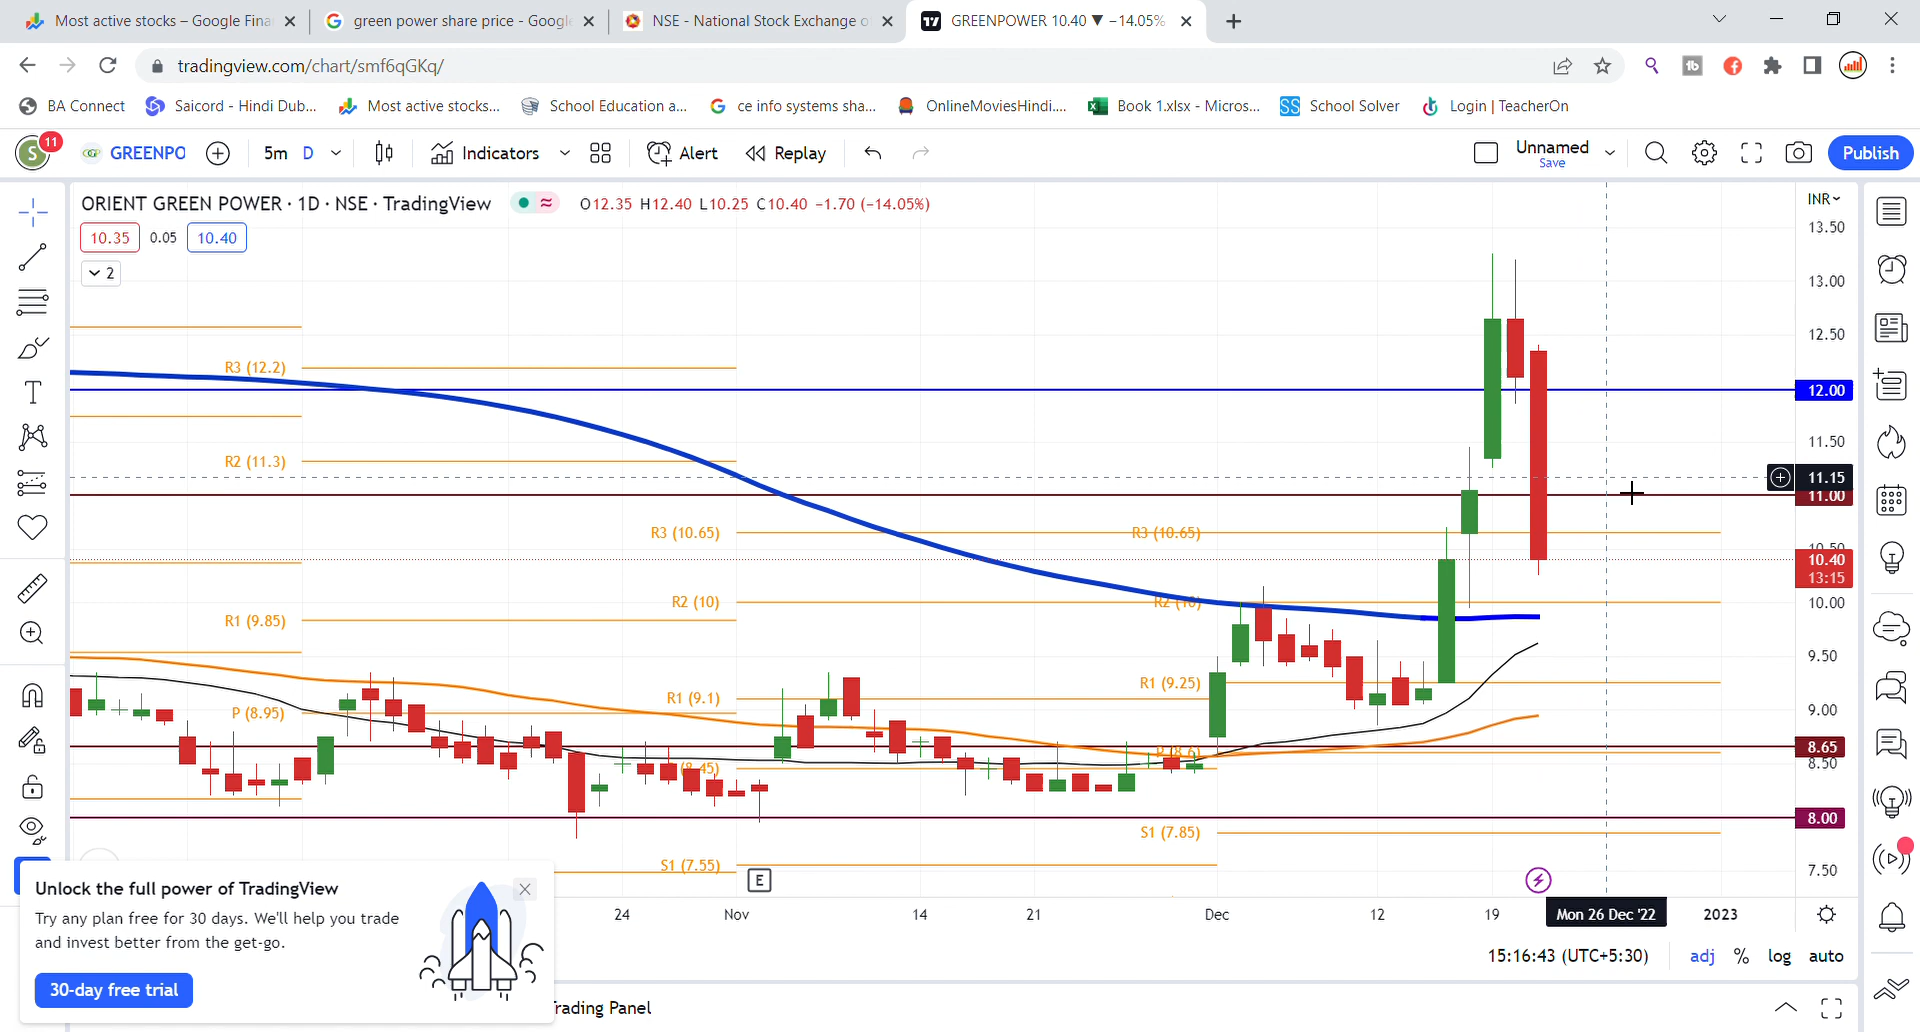 Most active stocks – Google Fina
green power share price - Google
NSE - National Stock Exchange o
GREENPOWER 10.40 ▼ −14.05%
tradingview.com/chart/smf6qGKq/
BA Connect
Saicord - Hindi Dub...
Most active stocks...
School Education a...
ce info systems sha...
OnlineMoviesHindi....
Book 1.xlsx - Micros...
School Solver
Login | TeacherOn
S 11
GREENPO
5m D
Indicators
Alert
Replay
Unnamed
Save
Publish
ORIENT GREEN POWER · 1D · NSE · TradingView
O12.35 H12.40 L10.25 C10.40 −1.70 (−14.05%)
INR
10.35 0.05 10.40
2
13.50
13.00
12.50
R3 (12.2)
12.00
11.50
R2 (11.3)
11.15
11.00
R3 (10.65)
R3 (10.65)
10.50
10.40
13:15
R2 (10)
R2 (10)
10.00
R1 (9.85)
9.50
R1 (9.25)
R1 (9.1)
P (8.95)
9.00
P (8.6)
8.65
8.50
8.00
S1 (7.85)
S1 (7.55)
7.50
E
24 Nov 14 21 Dec 12 19 Mon 26 Dec '22 2023
15:16:43 (UTC+5:30) adj % log auto
Unlock the full power of TradingView
Try any plan free for 30 days. We'll help you trade
and invest better from the get-go.
30-day free trial
rading Panel